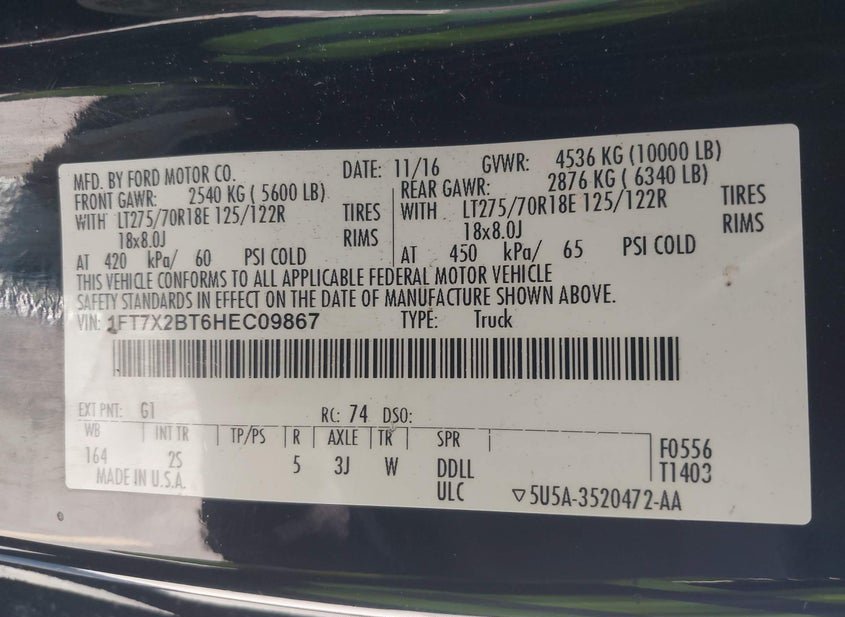 MFD. BY FORD MOTOR CO. DATE: 11/16 GVWR: 4536 KG (10000 LB)
FRONT GAWR: 2540 KG ( 5600 LB) REAR GAWR: 2876 KG ( 6340 LB)
WITH LT275/70R18E 125/122R TIRES WITH LT275/70R18E 125/122R TIRES
18x8.0J RIMS 18x8.0J RIMS
AT 420 kPa/ 60 PSI COLD AT 450 kPa/ 65 PSI COLD
THIS VEHICLE CONFORMS TO ALL APPLICABLE FEDERAL MOTOR VEHICLE
SAFETY STANDARDS IN EFFECT ON THE DATE OF MANUFACTURE SHOWN ABOVE.
VIN: 1FT7X2BT6HEC09867 TYPE: Truck
EXT PNT: G1 RC: 74 DSO:
WB INT TR TP/PS R AXLE TR SPR F0556
164 2S 5 3J W DDLL T1403
MADE IN U.S.A. ULC ▽5U5A-3520472-AA